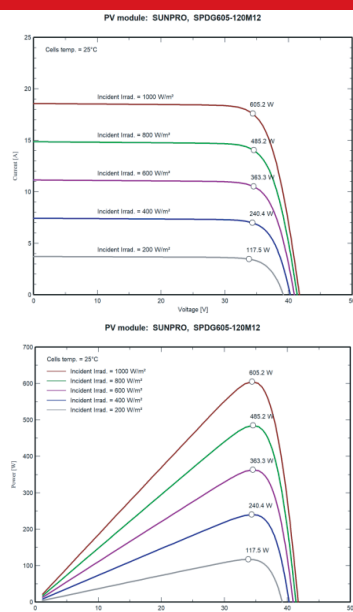 PV module: SUNPRO, SPDG605-120M12
25
Cells temp. = 25°C
Incident Irrad. = 1000 W/m²
605.2 W
20
Incident Irrad. = 800 W/m²
485.2 W
15
Current [A]
Incident Irrad. = 600 W/m²
363.3 W
10
Incident Irrad. = 400 W/m²
240.4 W
5
Incident Irrad. = 200 W/m²
117.5 W
0
0 10 20 30 40 50
Voltage [V]
PV module: SUNPRO, SPDG605-120M12
700
Cells temp. = 25°C
Incident Irrad. = 1000 W/m²
Incident Irrad. = 800 W/m²
Incident Irrad. = 600 W/m²
Incident Irrad. = 400 W/m²
Incident Irrad. = 200 W/m²
605.2 W
600
500
485.2 W
400
363.3 W
Power [W]
300
240.4 W
200
117.5 W
100
0
0 10 20 30 40 50